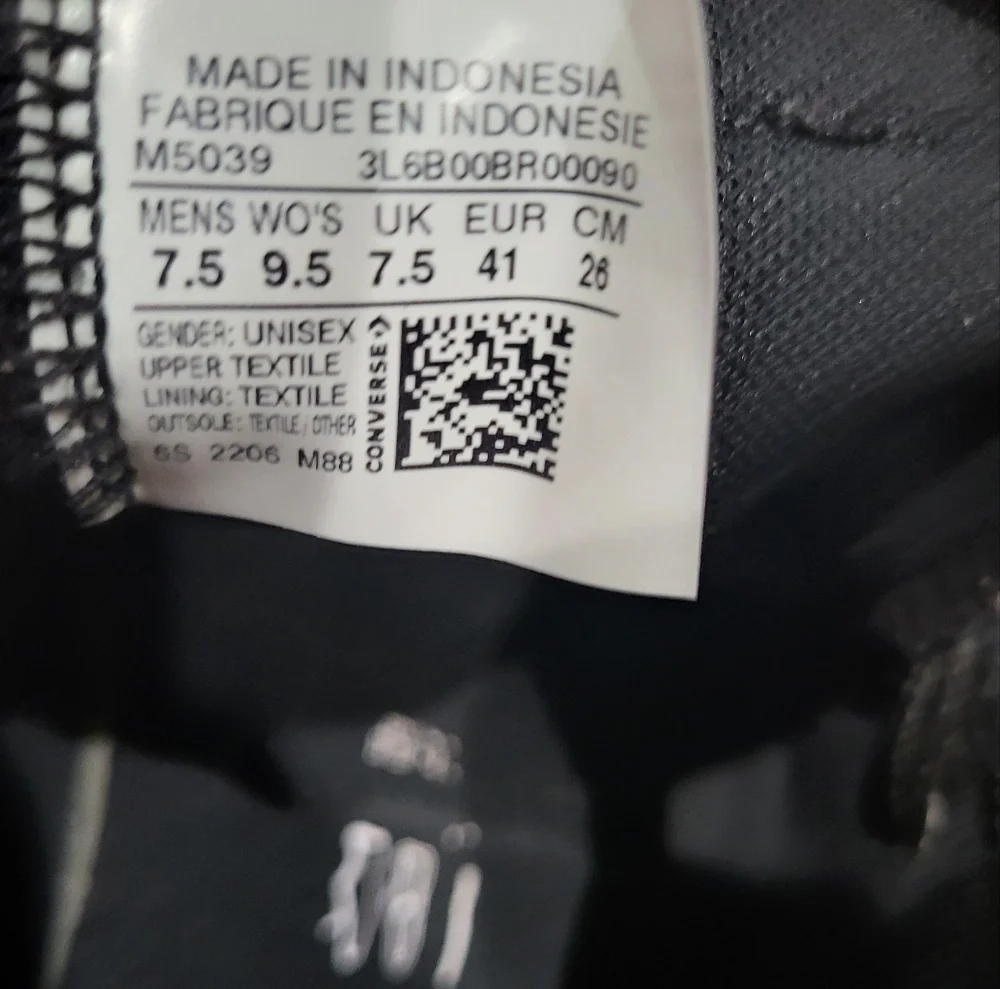 MADE IN INDONESIA
FABRIQUE EN INDONESIE
M5039 3L6B00BR00090
MENS WO'S UK EUR CM
7.5 9.5 7.5 41 26
GENDER: UNISEX
UPPER TEXTILE
LINING: TEXTILE
OUTSOLE: TEXTILE / OTHER
6S 2206 M88
CONVERSE